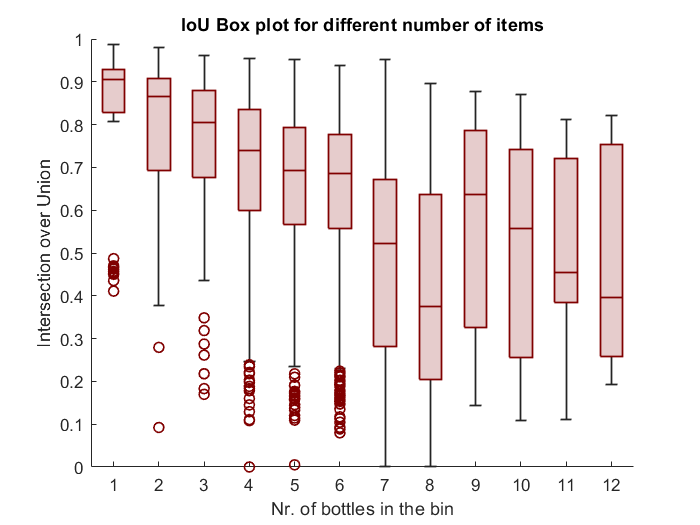 IoU Box plot for different number of items
Intersection over Union
1
0.9
0.8
0.7
0.6
0.5
0.4
0.3
0.2
0.1
0
1 2 3 4 5 6 7 8 9 10 11 12
Nr. of bottles in the bin